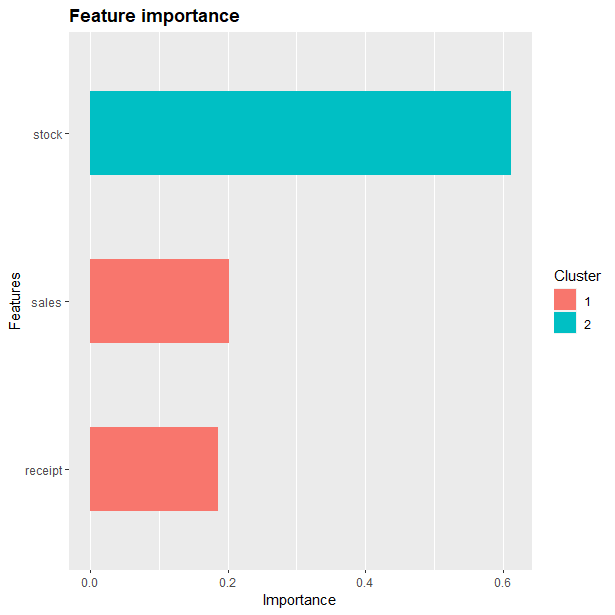 Feature importance
stock
sales
receipt
Features
0.0 0.2 0.4 0.6
Importance
Cluster
1
2